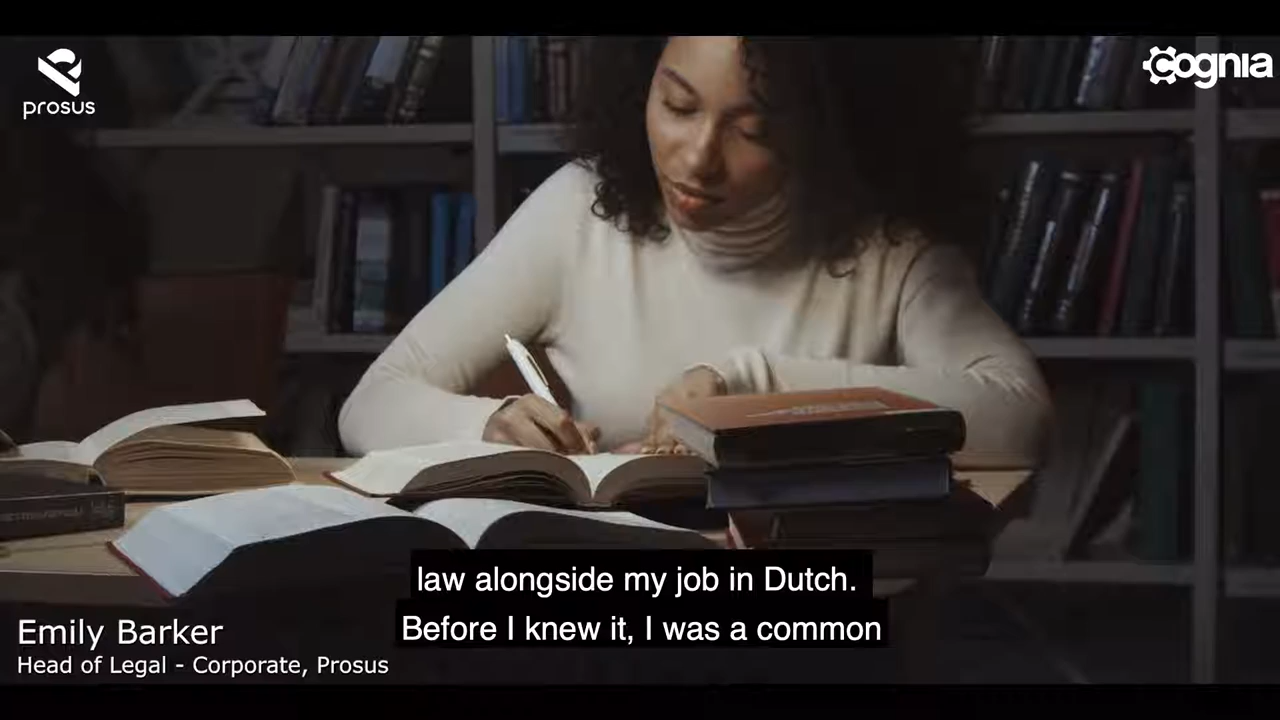 prosus
cognia
law alongside my job in Dutch.
Before I knew it, I was a common
Emily Barker
Head of Legal - Corporate, Prosus